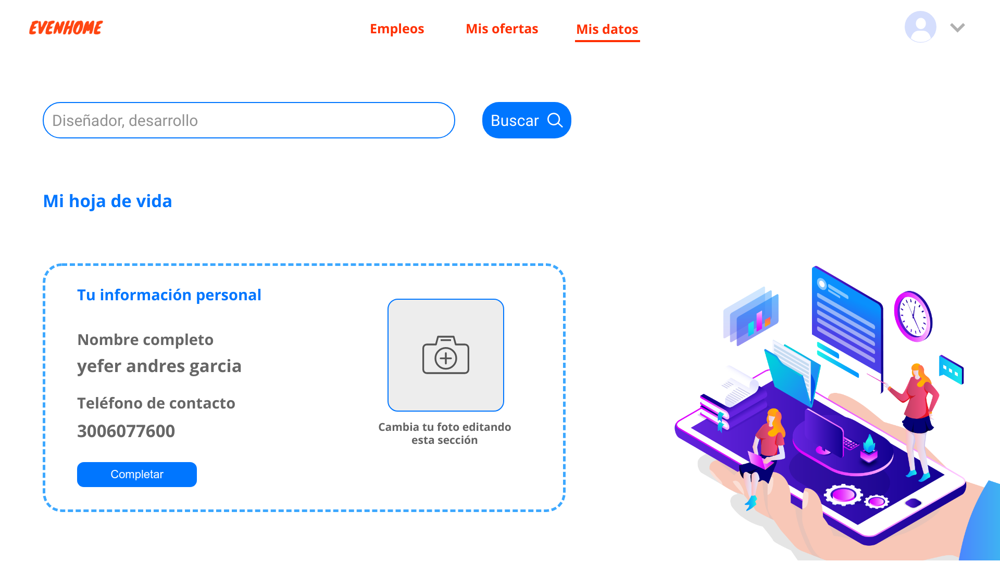 EVENHOME
Empleos
Mis ofertas
Mis datos
Diseñador, desarrollo
Buscar
Mi hoja de vida
Tu información personal
Nombre completo
yefer andres garcia
Teléfono de contacto
3006077600
Completar
Cambia tu foto editando
esta sección